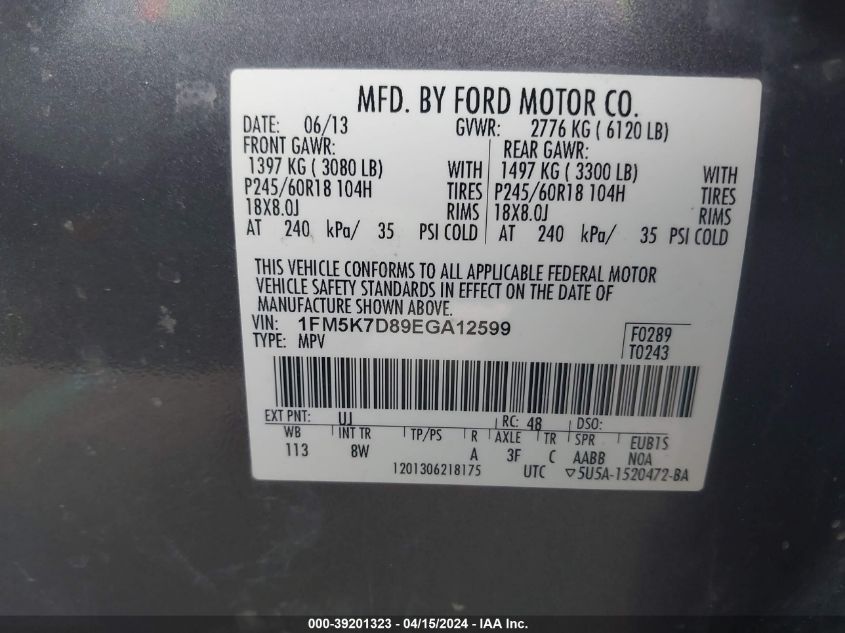 MFD. BY FORD MOTOR CO.
DATE: 06/13 GVWR: 2776 KG ( 6120 LB)
FRONT GAWR: REAR GAWR:
1397 KG ( 3080 LB) WITH 1497 KG ( 3300 LB) WITH
P245/60R18 104H TIRES P245/60R18 104H TIRES
18X8.0J RIMS 18X8.0J RIMS
AT 240 kPa/ 35 PSI COLD AT 240 kPa/ 35 PSI COLD
THIS VEHICLE CONFORMS TO ALL APPLICABLE FEDERAL MOTOR
VEHICLE SAFETY STANDARDS IN EFFECT ON THE DATE OF
MANUFACTURE SHOWN ABOVE.
VIN: 1FM5K7D89EGA12599 F0289
TYPE: MPV T0243
EXT PNT: UJ RC: 48 DSO:
WB INT TR TP/PS R AXLE TR SPR EUB1S
113 8W A 3F C AABB N0A
1201306218175 UTC ▽5U5A-1520472-BA
000-39201323 - 04/15/2024 - IAA Inc.